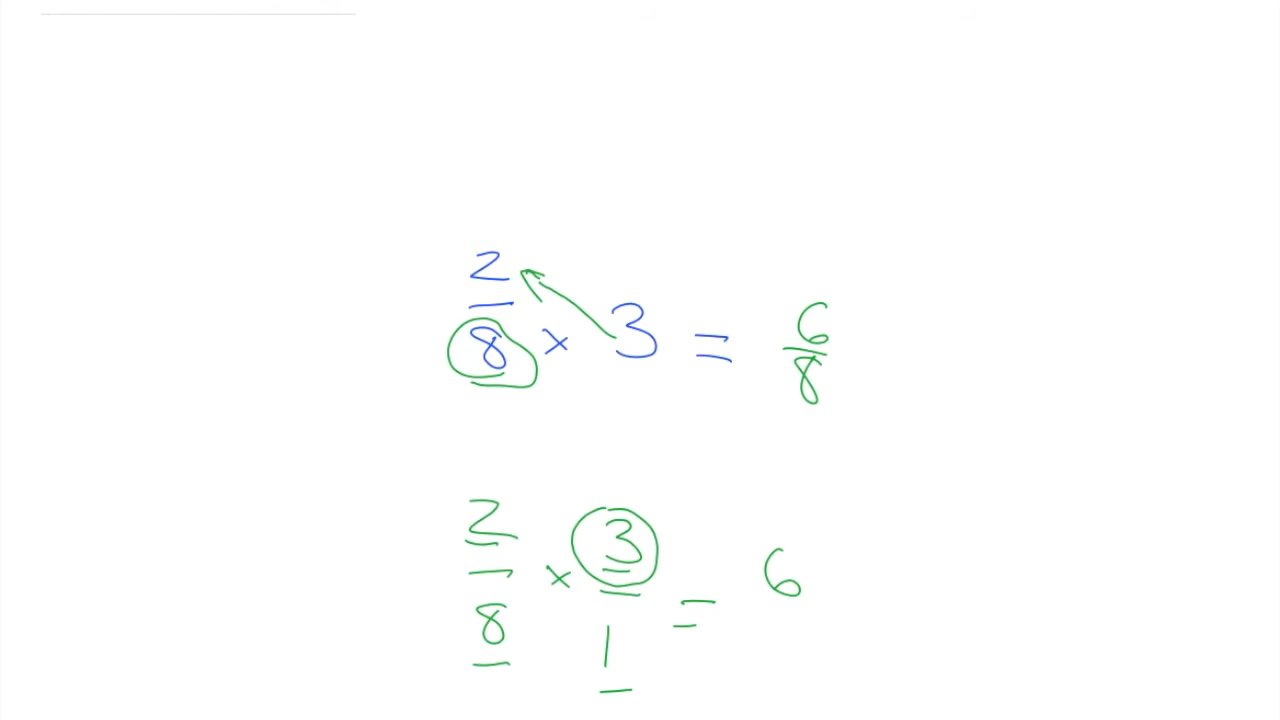 2/8 × 3 = 6/8
2/8 × 3/1 = 6